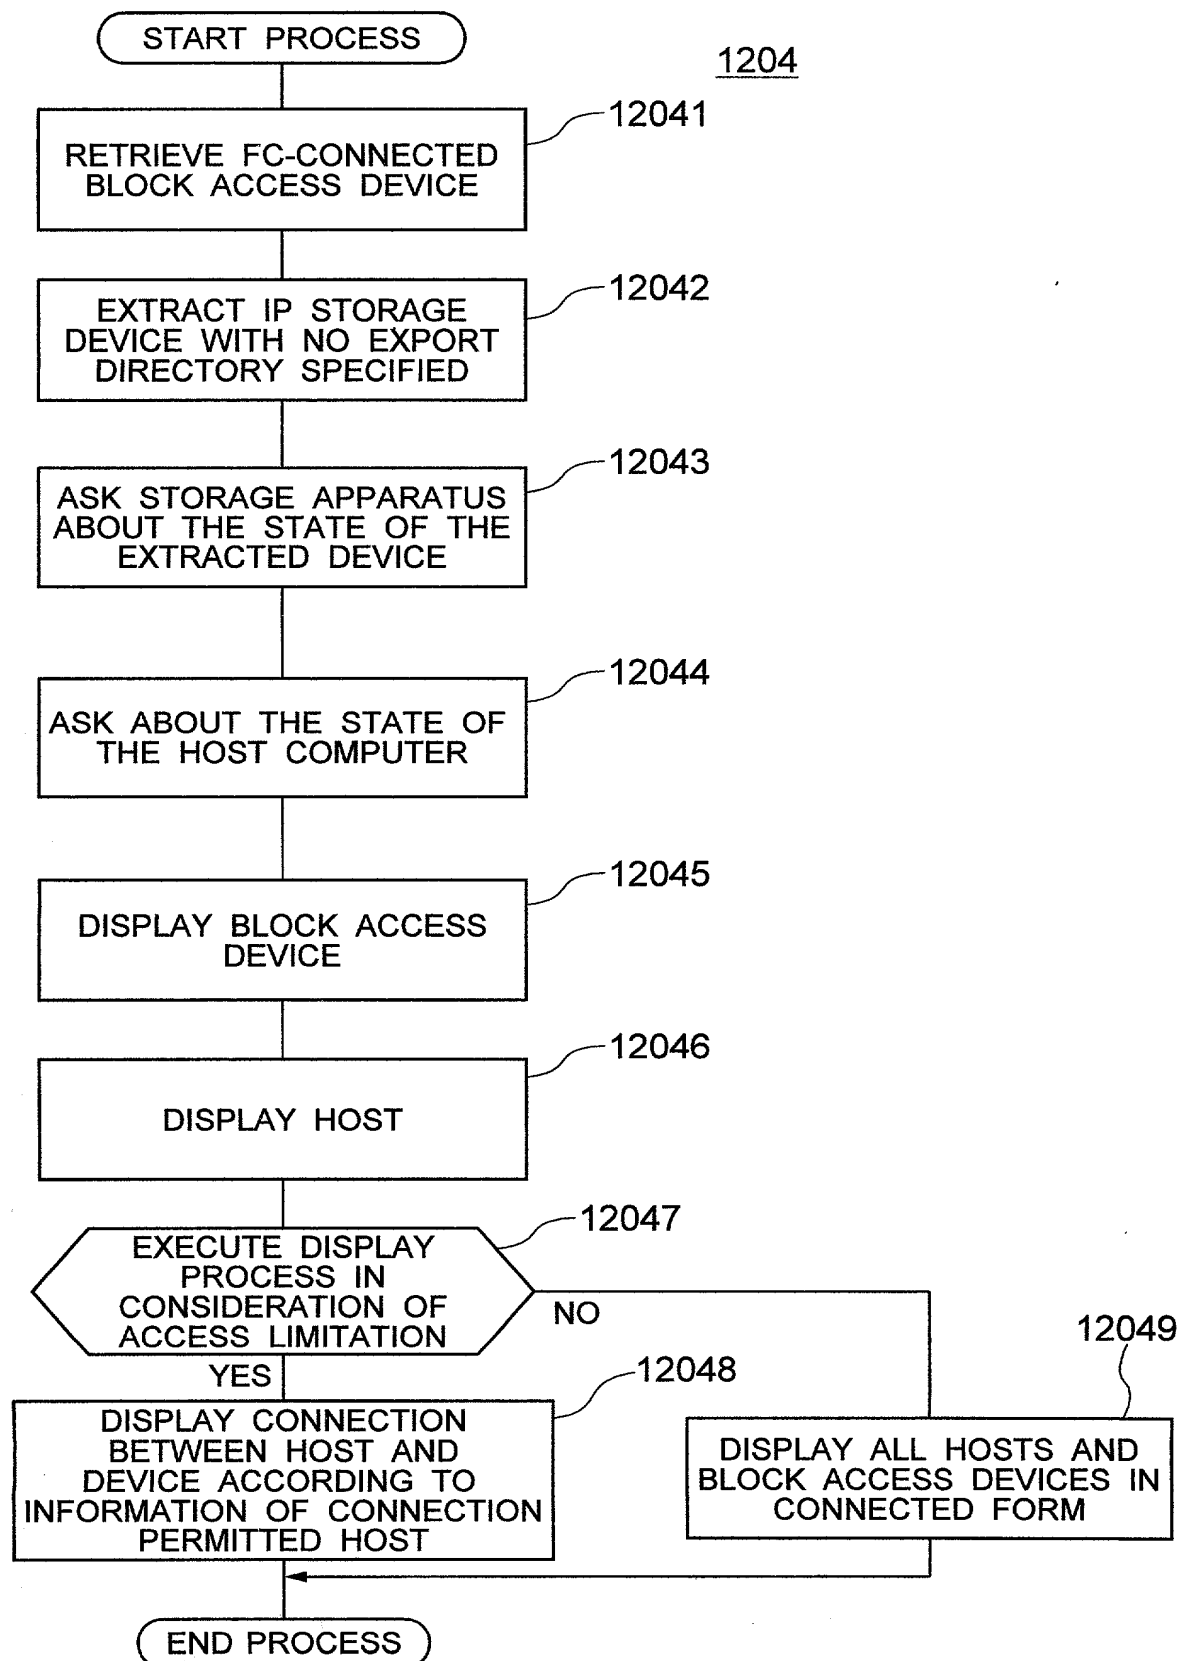 START PROCESS
1204
12041
RETRIEVE FC-CONNECTED
BLOCK ACCESS DEVICE
12042
EXTRACT IP STORAGE
DEVICE WITH NO EXPORT
DIRECTORY SPECIFIED
12043
ASK STORAGE APPARATUS
ABOUT THE STATE OF THE
EXTRACTED DEVICE
12044
ASK ABOUT THE STATE OF
THE HOST COMPUTER
12045
DISPLAY BLOCK ACCESS
DEVICE
12046
DISPLAY HOST
12047
EXECUTE DISPLAY
PROCESS IN
CONSIDERATION OF
ACCESS LIMITATION
NO
YES
12048
DISPLAY CONNECTION
BETWEEN HOST AND
DEVICE ACCORDING TO
INFORMATION OF CONNECTION
PERMITTED HOST
12049
DISPLAY ALL HOSTS AND
BLOCK ACCESS DEVICES IN
CONNECTED FORM
END PROCESS